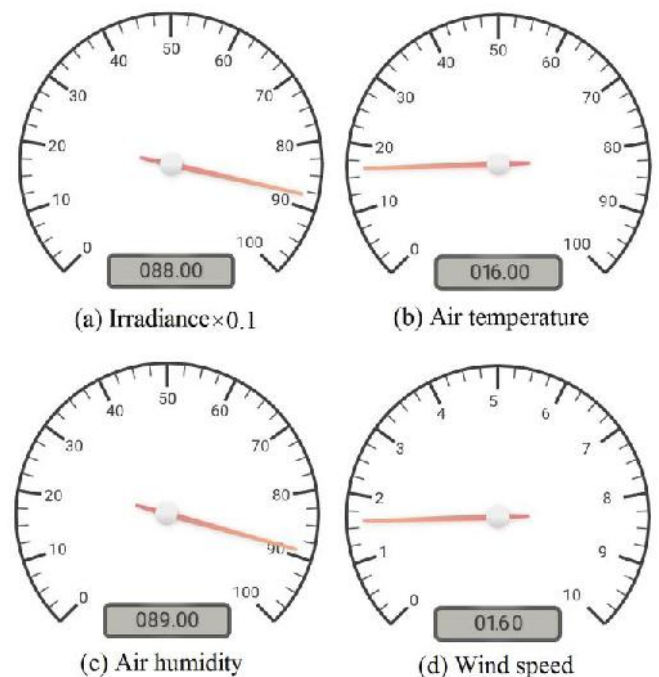 0 10 20 30 40 50 60 70 80 90 100
088.00
(a) Irradiance×0.1
0 10 20 30 40 50 60 70 80 90 100
016.00
(b) Air temperature
0 10 20 30 40 50 60 70 80 90 100
089.00
(c) Air humidity
0 1 2 3 4 5 6 7 8 9 10
01.60
(d) Wind speed